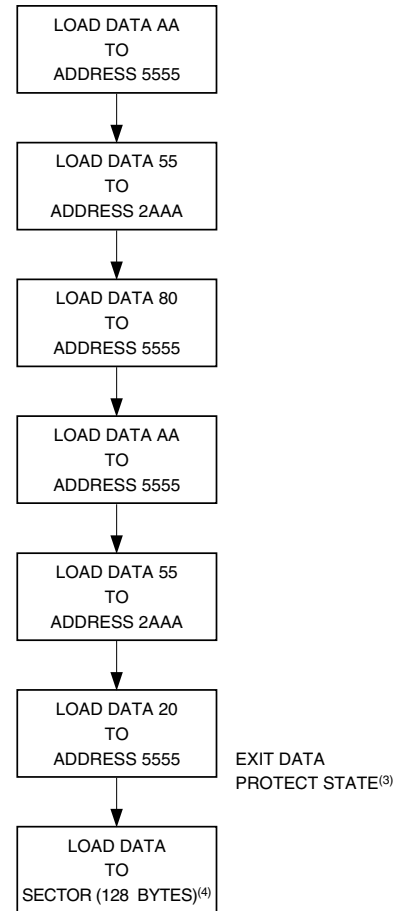 LOAD DATA AA
TO
ADDRESS 5555
LOAD DATA 55
TO
ADDRESS 2AAA
LOAD DATA 80
TO
ADDRESS 5555
LOAD DATA AA
TO
ADDRESS 5555
LOAD DATA 55
TO
ADDRESS 2AAA
LOAD DATA 20
TO
ADDRESS 5555
EXIT DATA
PROTECT STATE(3)
LOAD DATA
TO
SECTOR (128 BYTES)(4)